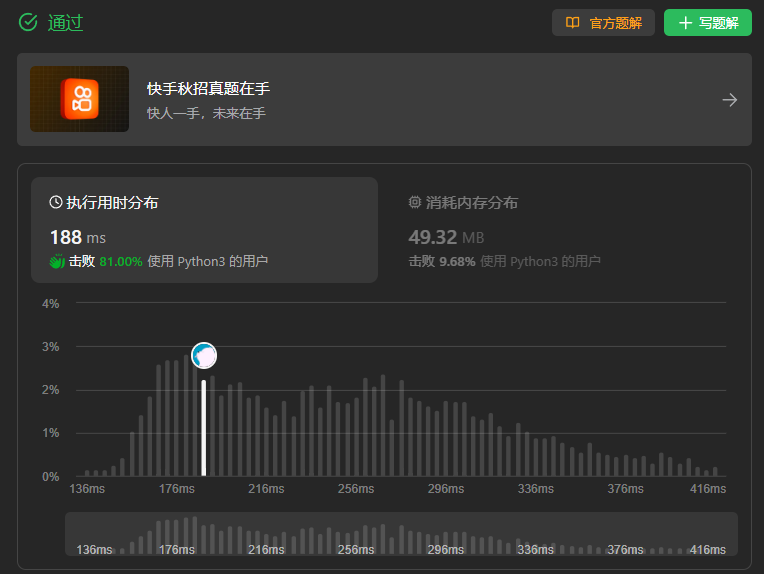 通过
官方题解
写题解
快手秋招真题在手
快人一手，未来在手
执行用时分布
188 ms
击败 81.00% 使用 Python3 的用户
消耗内存分布
49.32 MB
击败 9.68% 使用 Python3 的用户
4%
3%
2%
1%
0%
136ms 176ms 216ms 256ms 296ms 336ms 376ms 416ms
136ms 176ms 216ms 256ms 296ms 336ms 376ms 416ms